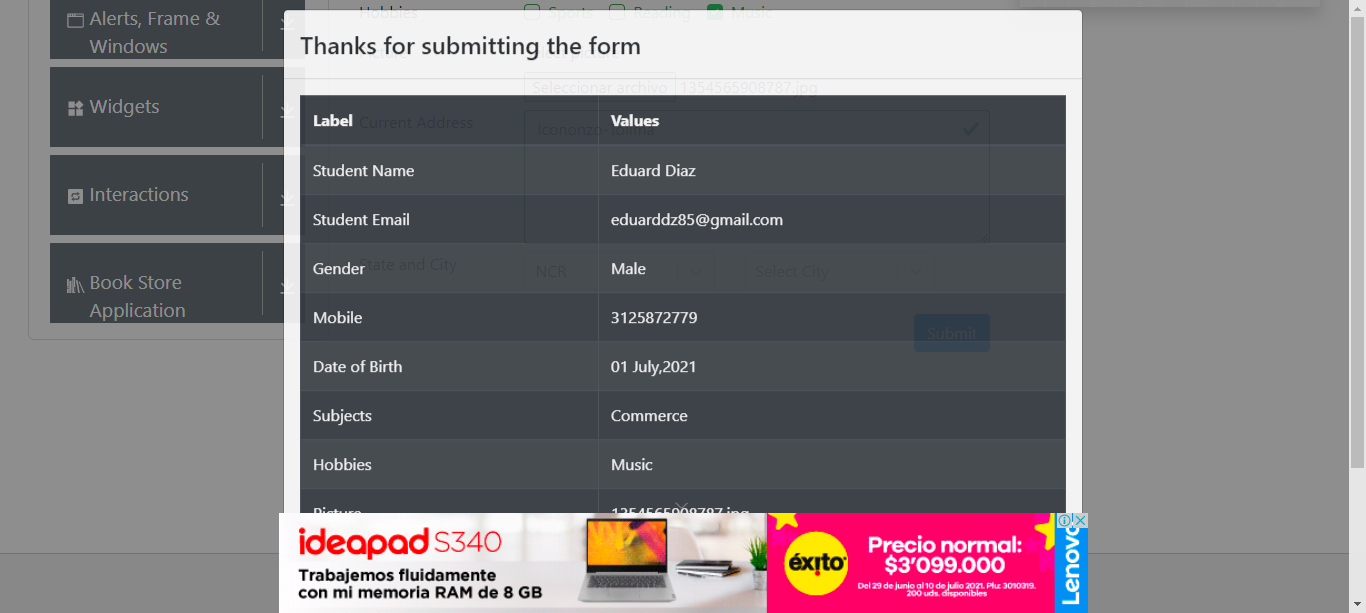 Alerts, Frame &
Windows
Widgets
Interactions
Book Store
Application
Hobbies
Sports
Reading
Music
Thanks for submitting the form
Seleccionar archivo
1354565908787.jpg
Current Address
Icononzo-Tolima
State and City
NCR
Select City
Submit
Label Values
Student Name Eduard Diaz
Student Email eduarddz85@gmail.com
Gender Male
Mobile 3125872779
Date of Birth 01 July,2021
Subjects Commerce
Hobbies Music
Picture 1354565908787.jpg
ideapad S340
Trabajemos fluidamente
con mi memoria RAM de 8 GB
éxito
Precio normal:
$3'099.000
Del 29 de junio al 10 de julio 2021. Plu: 3010319.
200 uds. disponibles
Lenovo